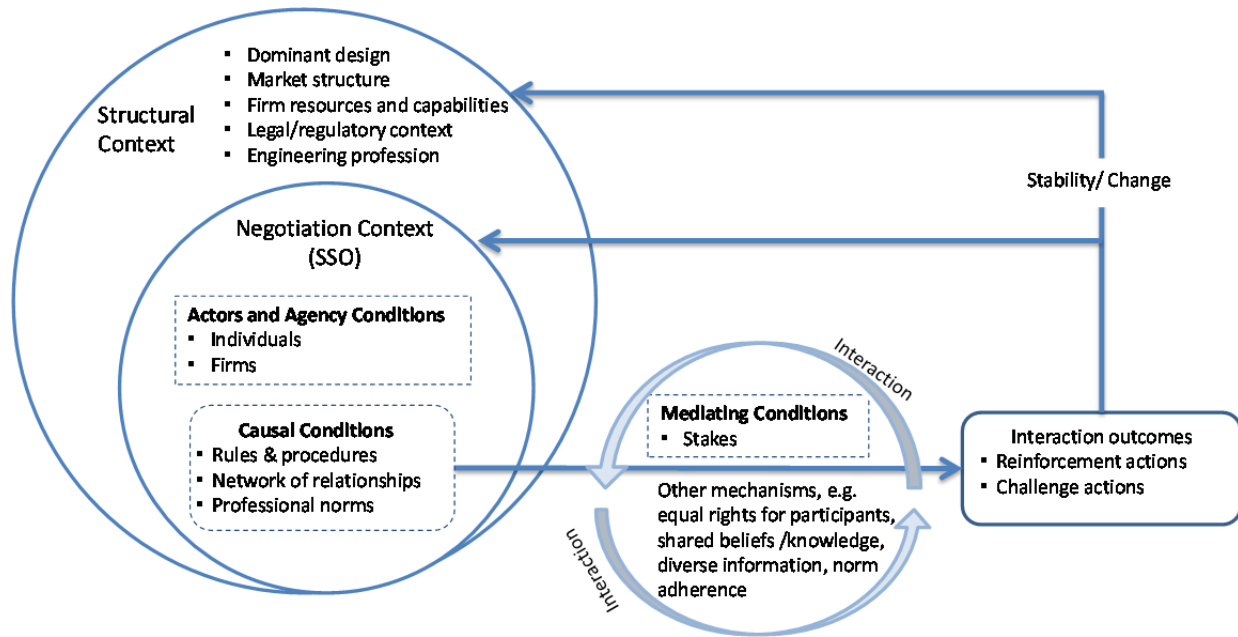 Structural
Context
▪ Dominant design
▪ Market structure
▪ Firm resources and capabilities
▪ Legal/regulatory context
▪ Engineering profession
Negotiation Context
(SSO)
Actors and Agency Conditions
▪ Individuals
▪ Firms
Causal Conditions
▪ Rules & procedures
▪ Network of relationships
▪ Professional norms
Interaction
Mediating Conditions
▪ Stakes
Other mechanisms, e.g.
equal rights for participants,
shared beliefs /knowledge,
diverse information, norm
adherence
Interaction
Stability/ Change
Interaction outcomes
▪ Reinforcement actions
▪ Challenge actions